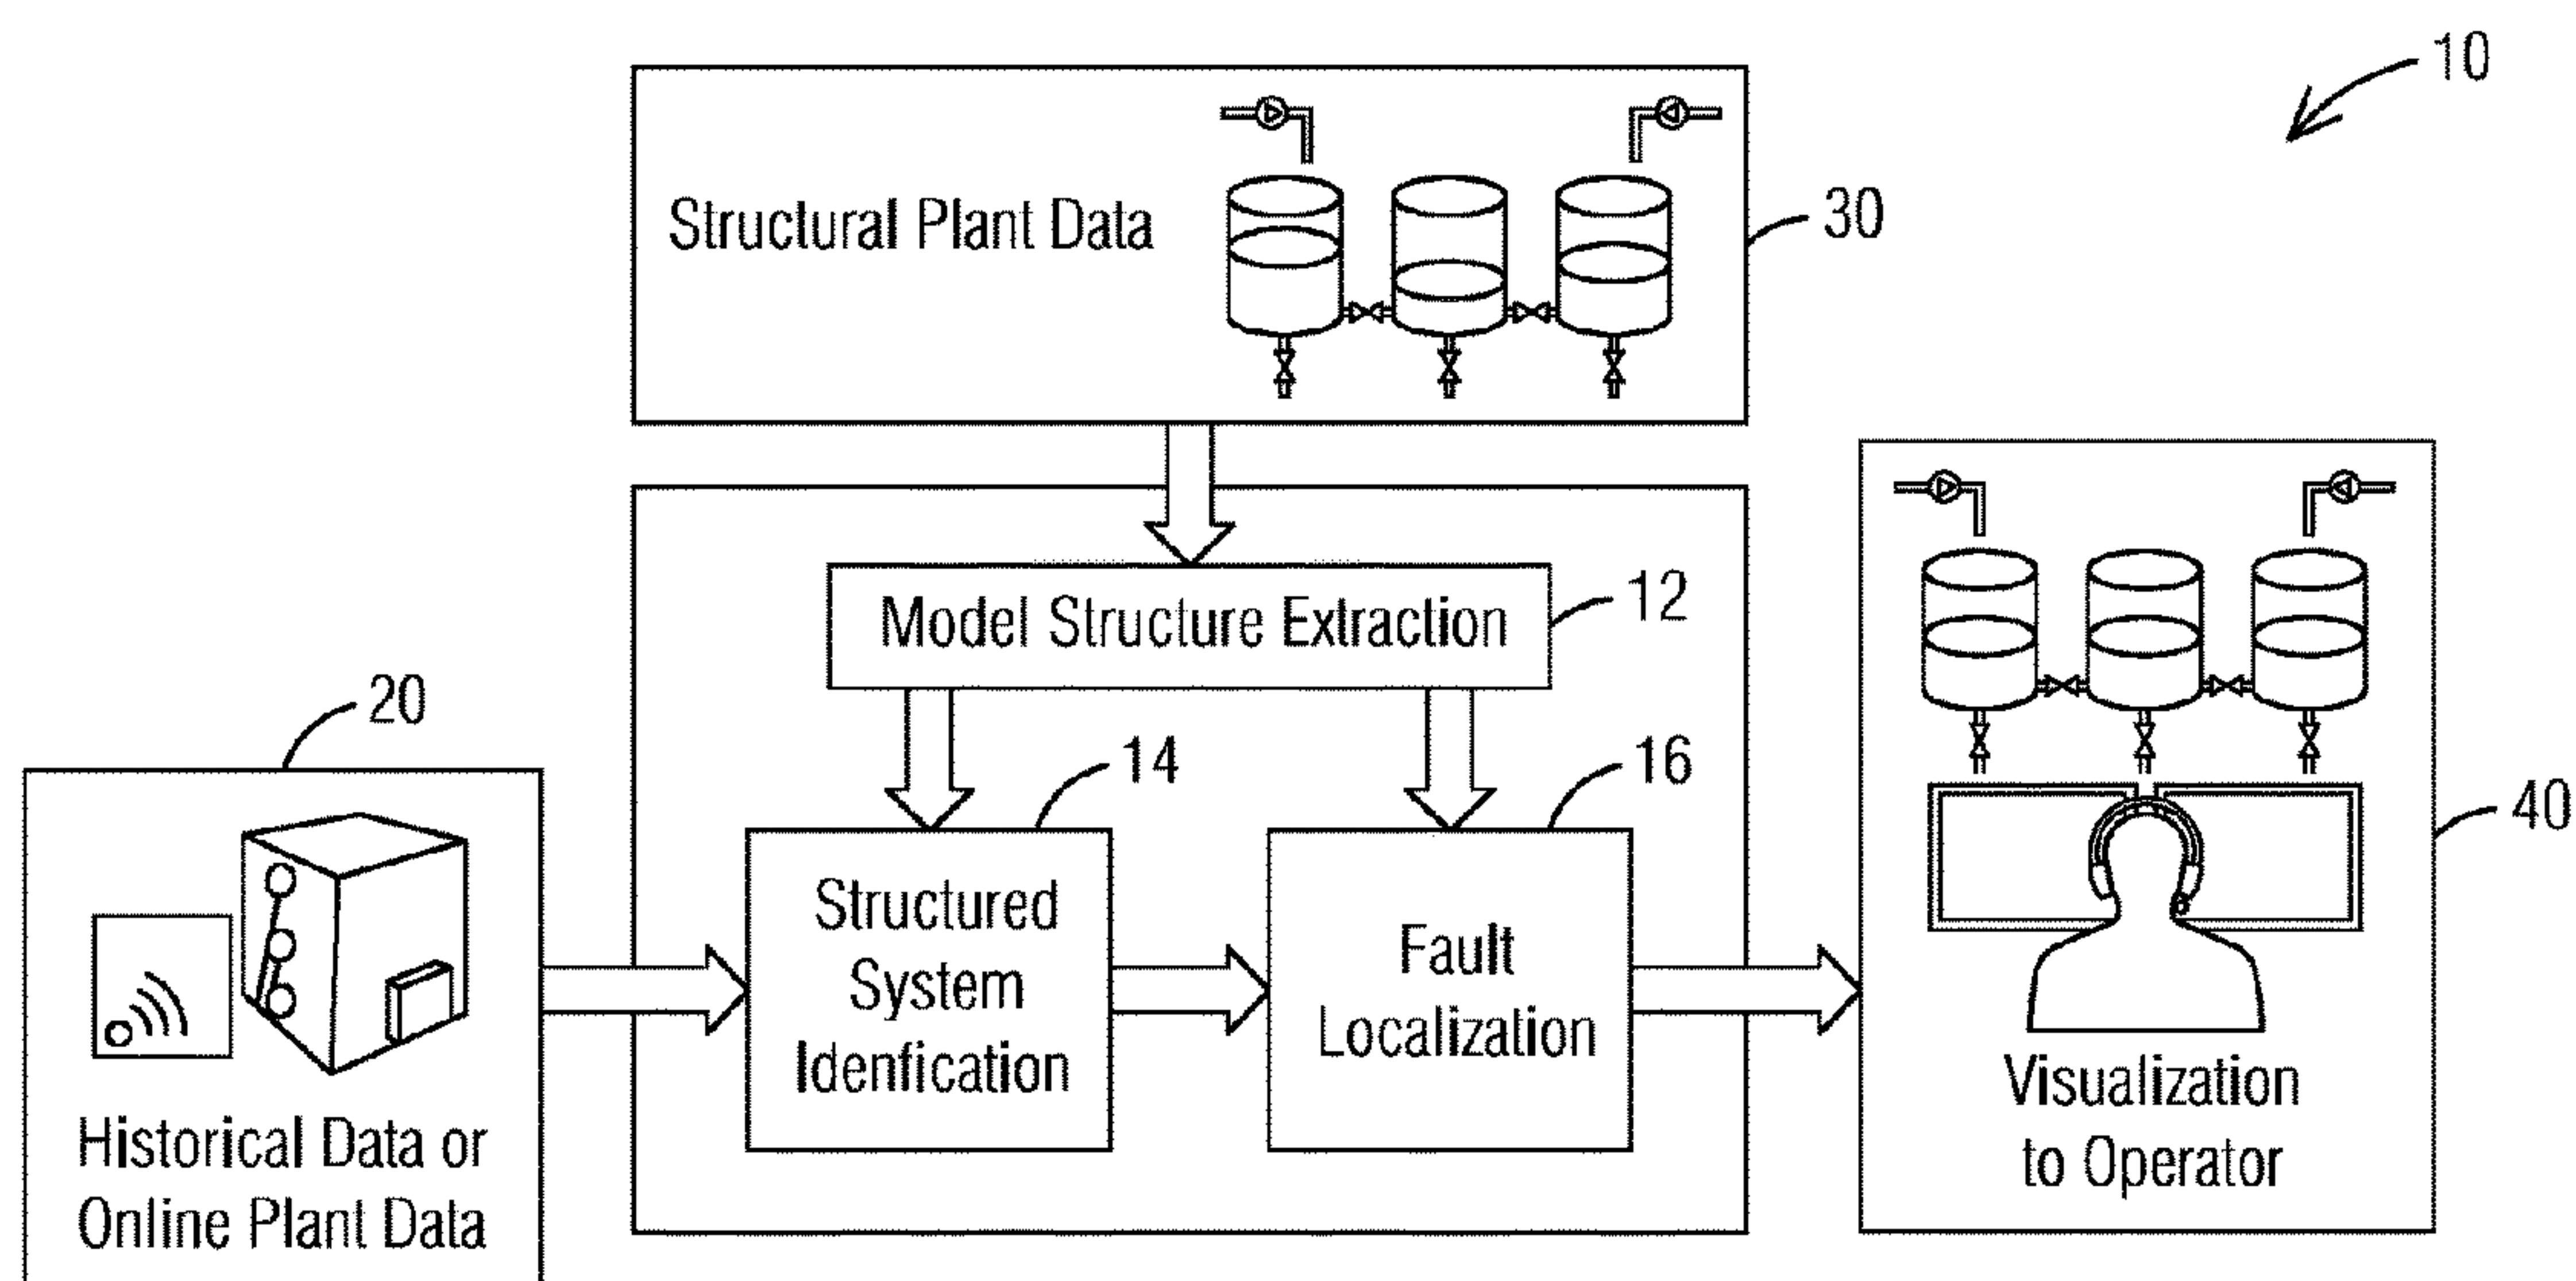 10
Structural Plant Data
30
Model Structure Extraction
12
20
14
16
40
Structured
System
Idenfication
Fault
Localization
Historical Data or
Online Plant Data
Visualization
to Operator